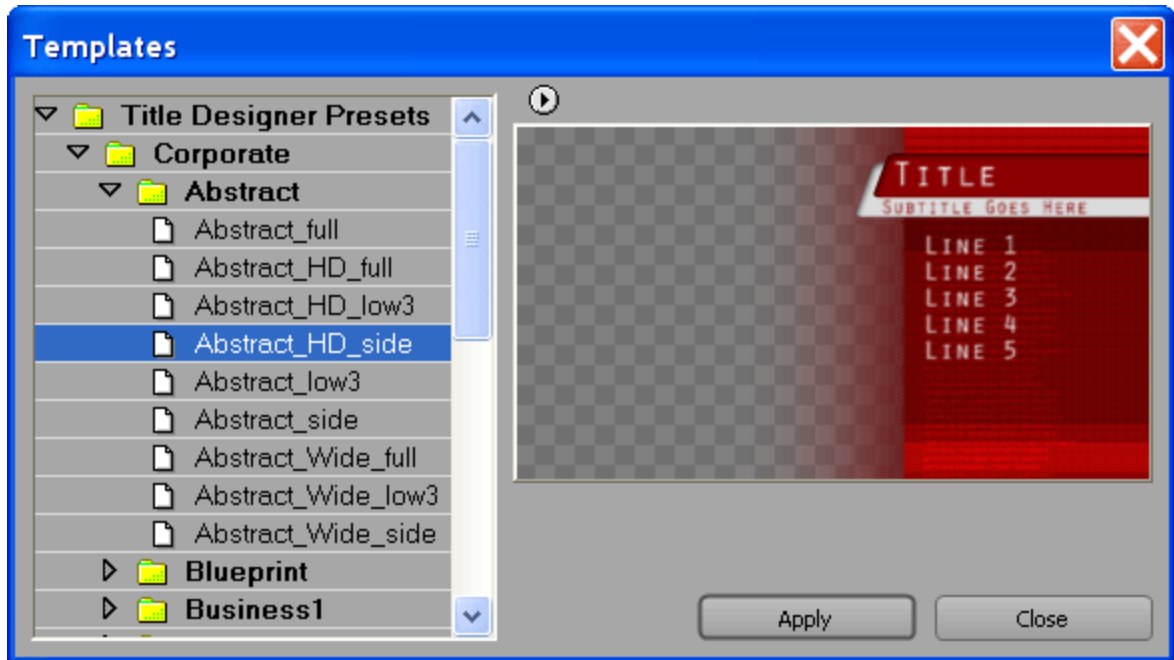 Templates
Title Designer Presets
Corporate
Abstract
Abstract_full
Abstract_HD_full
Abstract_HD_low3
Abstract_HD_side
Abstract_low3
Abstract_side
Abstract_Wide_full
Abstract_Wide_low3
Abstract_Wide_side
Blueprint
Business1
TITLE
SUBTITLE GOES HERE
LINE 1
LINE 2
LINE 3
LINE 4
LINE 5
Apply
Close